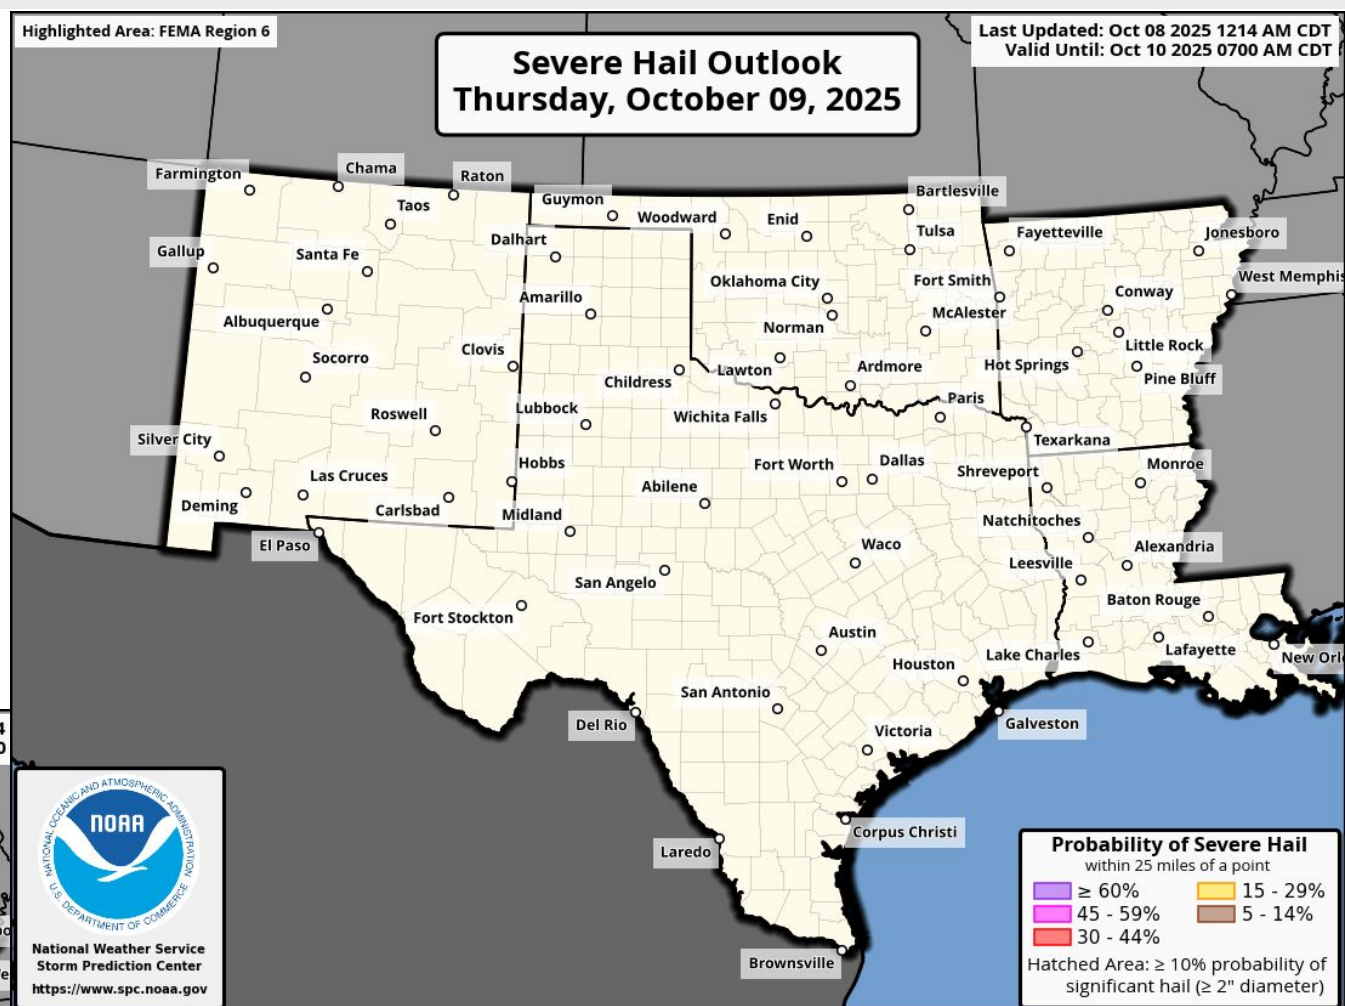 Highlighted Area: FEMA Region 6
Severe Hail Outlook
Thursday, October 09, 2025
Last Updated: Oct 08 2025 1214 AM CDT
Valid Until: Oct 10 2025 0700 AM CDT
Farmington
Chama
Raton
Taos
Guymon
Woodward
Enid
Bartlesville
Tulsa
Fayetteville
Jonesboro
Gallup
Santa Fe
Dalhart
Oklahoma City
Fort Smith
West Memphis
Albuquerque
Amarillo
Norman
McAlester
Conway
Little Rock
Socorro
Clovis
Childress
Lawton
Ardmore
Hot Springs
Pine Bluff
Roswell
Lubbock
Wichita Falls
Paris
Silver City
Texarkana
Las Cruces
Hobbs
Abilene
Fort Worth
Dallas
Shreveport
Monroe
Deming
Carlsbad
Midland
Natchitoches
El Paso
Waco
Alexandria
San Angelo
Leesville
Fort Stockton
Baton Rouge
Austin
Lake Charles
Lafayette
New Orl
Houston
San Antonio
Del Rio
Galveston
Victoria
Corpus Christi
Laredo
Brownsville
4
0
NATIONAL OCEANIC AND ATMOSPHERIC ADMINISTRATION
NOAA
U.S. DEPARTMENT OF COMMERCE
National Weather Service
Storm Prediction Center
https://www.spc.noaa.gov
Probability of Severe Hail
within 25 miles of a point
≥ 60%
15 - 29%
45 - 59%
5 - 14%
30 - 44%
Hatched Area: ≥ 10% probability of
significant hail (≥ 2" diameter)